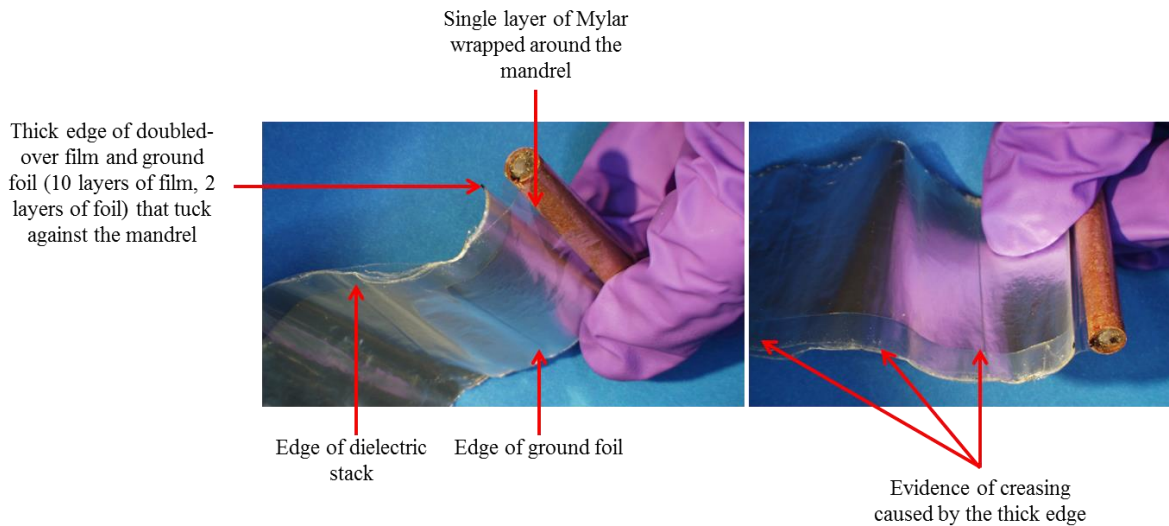 Single layer of Mylar
wrapped around the
mandrel
Thick edge of doubled-
over film and ground
foil (10 layers of film, 2
layers of foil) that tuck
against the mandrel
Edge of dielectric
stack
Edge of ground foil
Evidence of creasing
caused by the thick edge